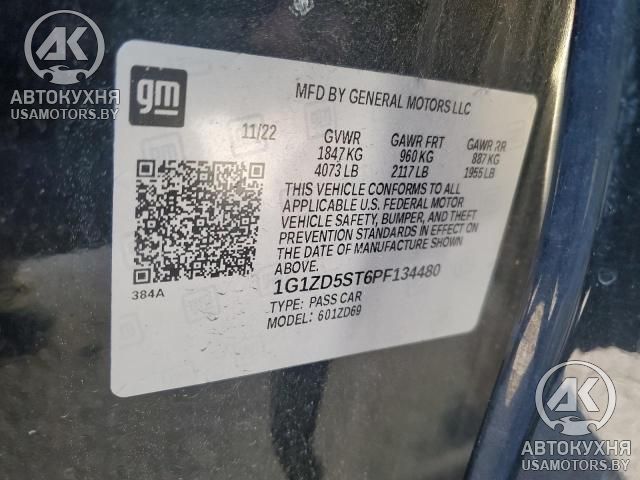 AK
АВТОКУХНЯ
USAMOTORS.BY
gm
MFD BY GENERAL MOTORS LLC
11/22 GVWR GAWR FRT GAWR RR
1847 KG 960 KG 887 KG
4073 LB 2117 LB 1955 LB
THIS VEHICLE CONFORMS TO ALL
APPLICABLE U.S. FEDERAL MOTOR
VEHICLE SAFETY, BUMPER, AND THEFT
PREVENTION STANDARDS IN EFFECT ON
THE DATE OF MANUFACTURE SHOWN
ABOVE.
384A
1G1ZD5ST6PF134480
TYPE: PASS CAR
MODEL: 601ZD69
AK
АВТОКУХНЯ
USAMOTORS.BY